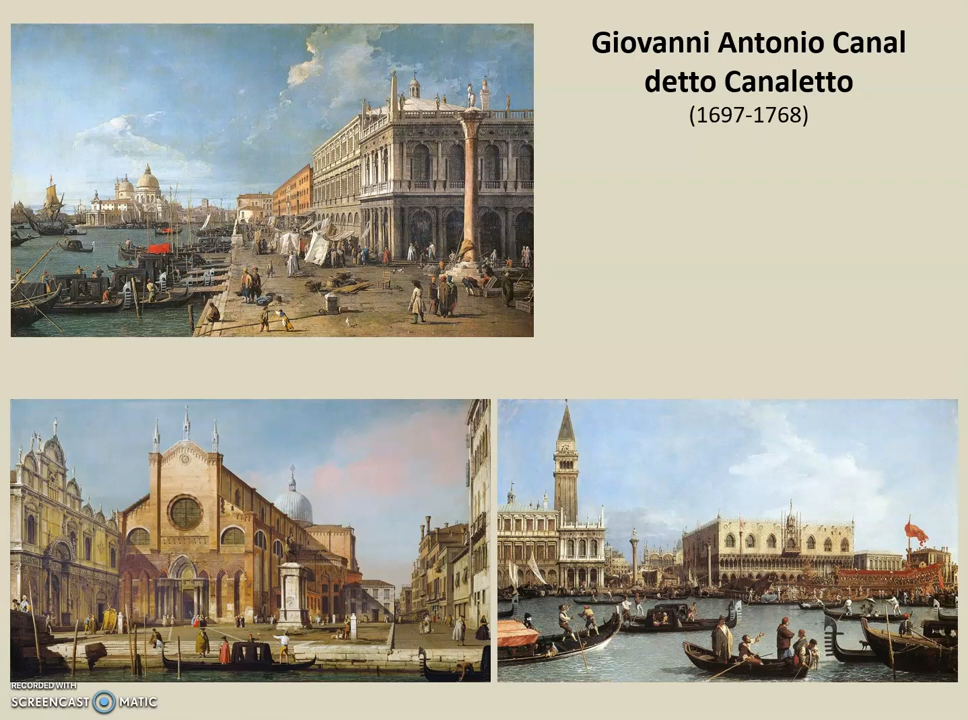 Giovanni Antonio Canal
detto Canaletto
(1697-1768)
RECORDED WITH
SCREENCAST MATIC